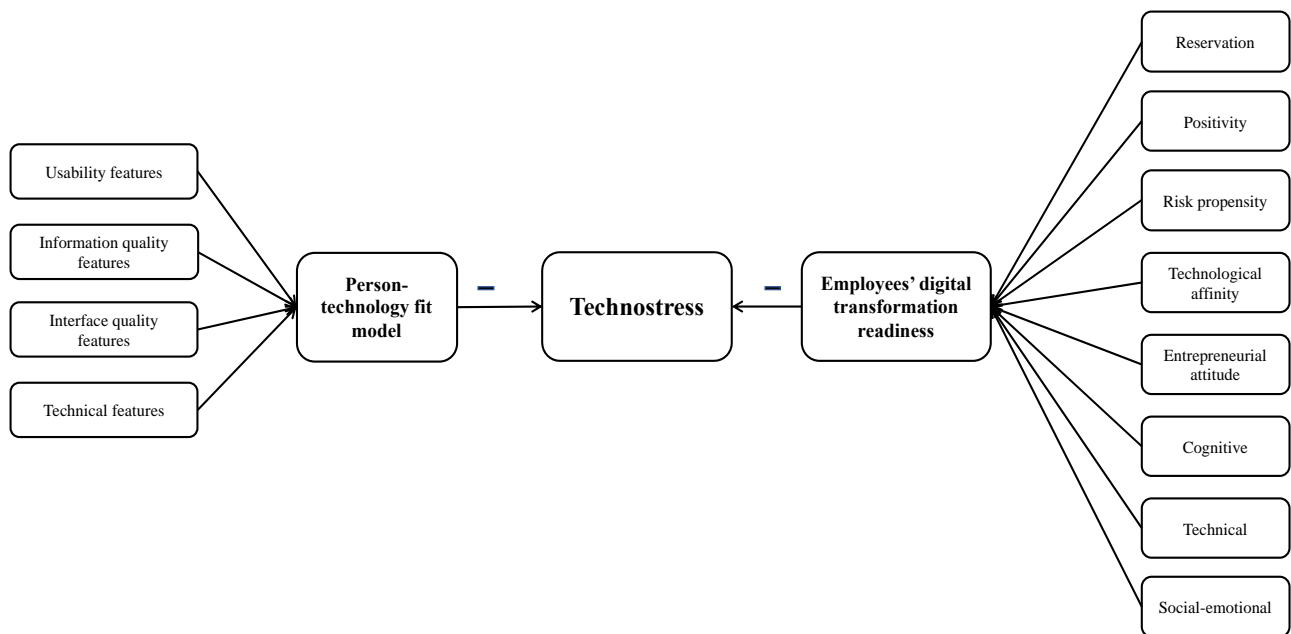 Usability features
Information quality
features
Interface quality
features
Technical features
Person-
technology fit
model
–
Technostress
–
Employees’ digital
transformation
readiness
Reservation
Positivity
Risk propensity
Technological
affinity
Entrepreneurial
attitude
Cognitive
Technical
Social-emotional